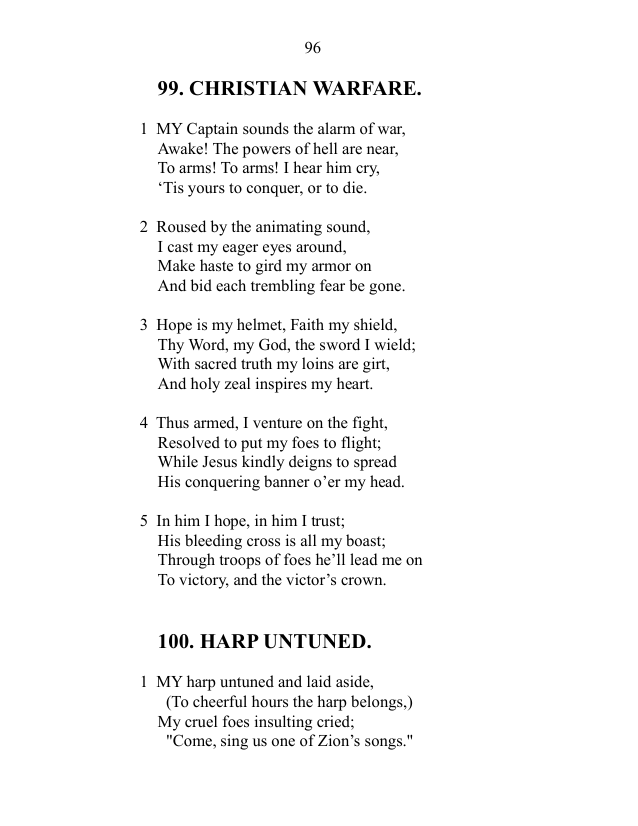 96
99. CHRISTIAN WARFARE.
1 MY Captain sounds the alarm of war,
Awake! The powers of hell are near,
To arms! To arms! I hear him cry,
‘Tis yours to conquer, or to die.
2 Roused by the animating sound,
I cast my eager eyes around,
Make haste to gird my armor on
And bid each trembling fear be gone.
3 Hope is my helmet, Faith my shield,
Thy Word, my God, the sword I wield;
With sacred truth my loins are girt,
And holy zeal inspires my heart.
4 Thus armed, I venture on the fight,
Resolved to put my foes to flight;
While Jesus kindly deigns to spread
His conquering banner o’er my head.
5 In him I hope, in him I trust;
His bleeding cross is all my boast;
Through troops of foes he’ll lead me on
To victory, and the victor’s crown.
100. HARP UNTUNED.
1 MY harp untuned and laid aside,
(To cheerful hours the harp belongs,)
My cruel foes insulting cried;
"Come, sing us one of Zion’s songs."